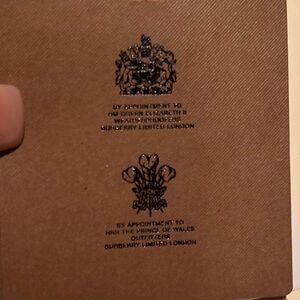 BY APPOINTMENT TO
HM QUEEN ELIZABETH II
WEATHERPROOFERS
BURBERRY LIMITED LONDON
BY APPOINTMENT TO
HRH THE PRINCE OF WALES
OUTFITTERS
BURBERRY LIMITED LONDON